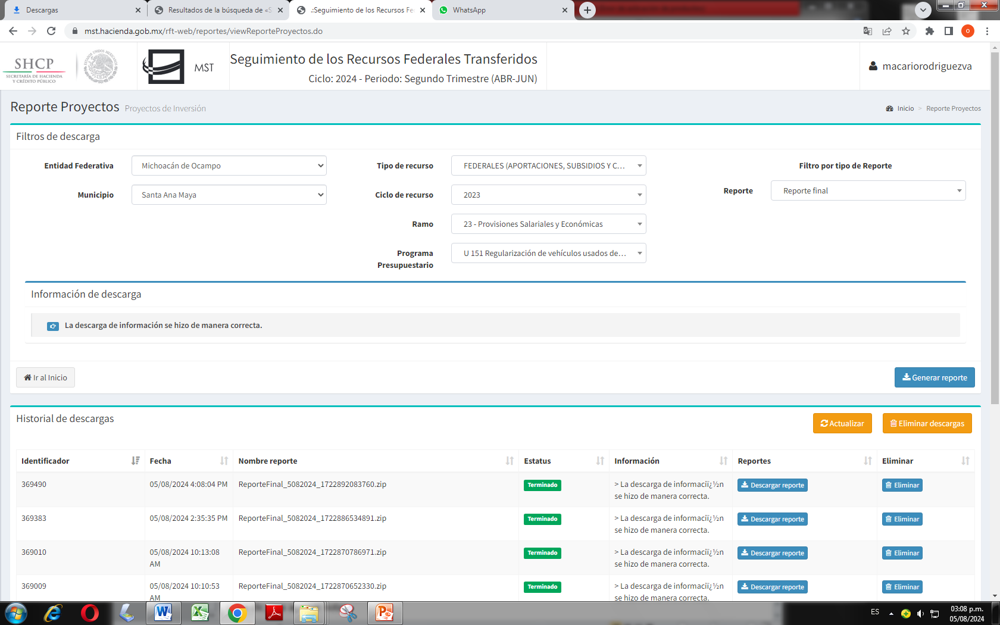 Descargas
Resultados de la búsqueda de «S
.:Seguimiento de los Recursos Fe
WhatsApp
mst.hacienda.gob.mx/rft-web/reportes/viewReporteProyectos.do
O
SHCP
SECRETARÍA DE HACIENDA
Y CRÉDITO PÚBLICO
ESTADOS UNIDOS MEXICANOS
MST
Seguimiento de los Recursos Federales Transferidos
Ciclo: 2024 - Periodo: Segundo Trimestre (ABR-JUN)
macariorodriguezva
Reporte Proyectos Proyectos de Inversión
Inicio > Reporte Proyectos
Filtros de descarga
Entidad Federativa Michoacán de Ocampo
Municipio Santa Ana Maya
Tipo de recurso FEDERALES (APORTACIONES, SUBSIDIOS Y C...
Ciclo de recurso 2023
Ramo 23 - Provisiones Salariales y Económicas
Programa
Presupuestario
U 151 Regularización de vehículos usados de...
Filtro por tipo de Reporte
Reporte Reporte final
Información de descarga
La descarga de información se hizo de manera correcta.
Ir al Inicio
Generar reporte
Historial de descargas
Actualizar
Eliminar descargas
Identificador Fecha Nombre reporte Estatus Información Reportes Eliminar
369490 05/08/2024 4:08:04 PM ReporteFinal_5082024_1722892083760.zip Terminado > La descarga de informaciï¿½n Descargar reporte Eliminar
se hizo de manera correcta.
369383 05/08/2024 2:35:35 PM ReporteFinal_5082024_1722886534891.zip Terminado > La descarga de informaciï¿½n Descargar reporte Eliminar
se hizo de manera correcta.
369010 05/08/2024 10:13:08 ReporteFinal_5082024_1722870786971.zip Terminado > La descarga de informaciï¿½n Descargar reporte Eliminar
AM se hizo de manera correcta.
369009 05/08/2024 10:10:53 ReporteFinal_5082024_1722870652330.zip Terminado > La descarga de informaciï¿½n Descargar reporte Eliminar
AM se hizo de manera correcta.
ES
03:08 p.m.
05/08/2024